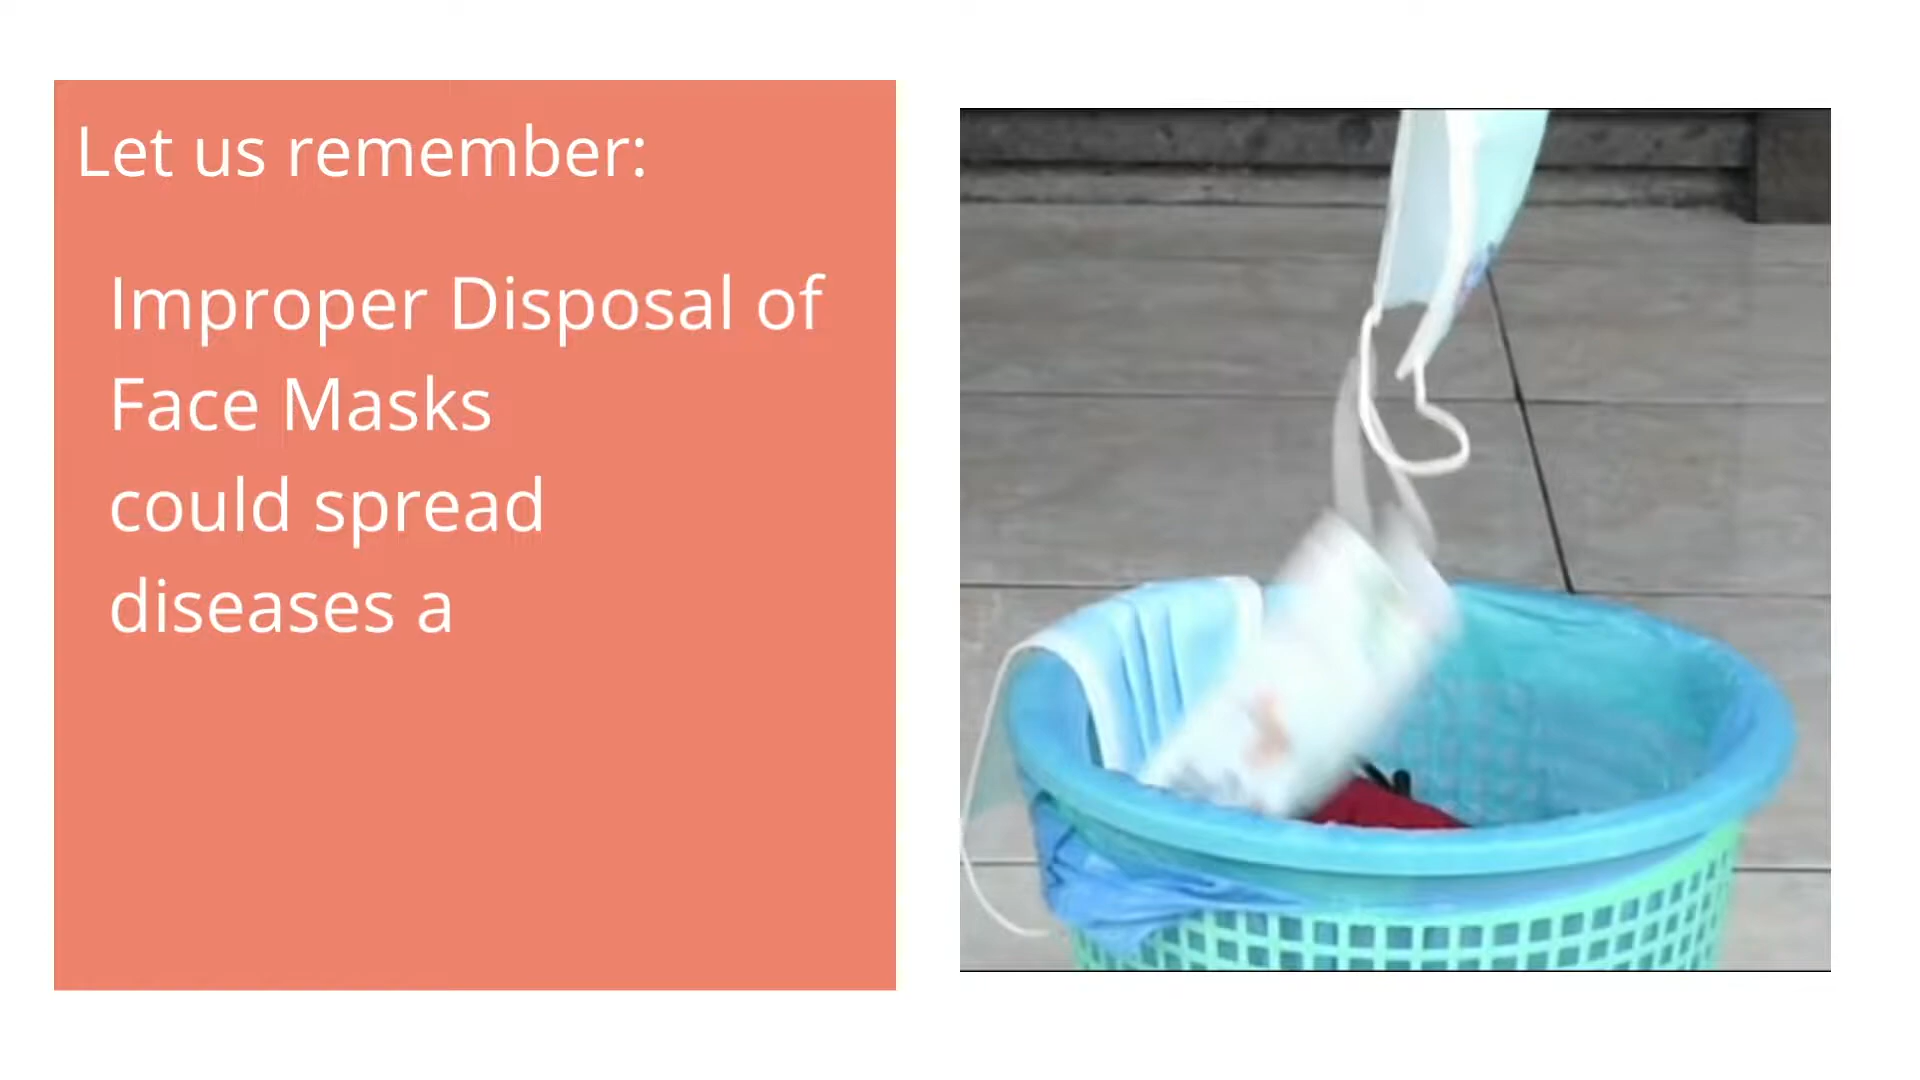 Let us remember:
Improper Disposal of
Face Masks
could spread
diseases a